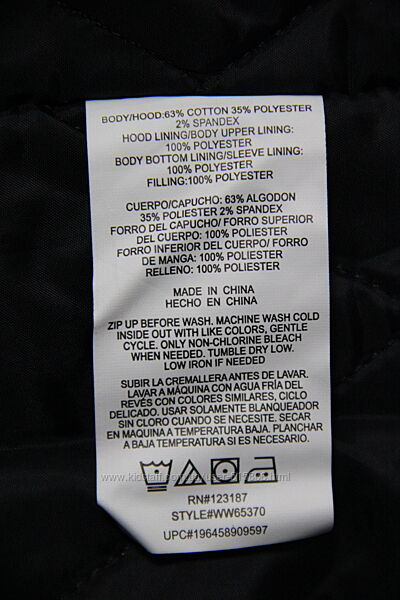 BODY/HOOD:63% COTTON 35% POLYESTER
2% SPANDEX
HOOD LINING/BODY UPPER LINING:
100% POLYESTER
BODY BOTTOM LINING/SLEEVE LINING:
100% POLYESTER
FILLING:100% POLYESTER
CUERPO/CAPUCHO: 63% ALGODON
35% POLIESTER 2% SPANDEX
FORRO DEL CAPUCHO/ FORRO SUPERIOR
DEL CUERPO: 100% POLIESTER
FORRO INFERIOR DEL CUERPO/ FORRO
DE MANGA: 100% POLIESTER
RELLENO: 100% POLIESTER
MADE IN CHINA
HECHO EN CHINA
ZIP UP BEFORE WASH. MACHINE WASH COLD
INSIDE OUT WITH LIKE COLORS, GENTLE
CYCLE. ONLY NON-CHLORINE BLEACH
WHEN NEEDED. TUMBLE DRY LOW.
LOW IRON IF NEEDED
SUBIR LA CREMALLERA ANTES DE LAVAR.
LAVAR A MAQUINA CON AGUA FRÍA DEL
REVÉS CON COLORES SIMILARES, CICLO
DELICADO. USAR SOLAMENTE BLANQUEADOR
SIN CLORO CUANDO SE NECESITE. SECAR
EN MAQUINA A TEMPERATURA BAJA. PLANCHAR
A BAJA TEMPERATURA SI ES NECESARIO.
RN#123187
STYLE#WW65370
UPC#196458909597